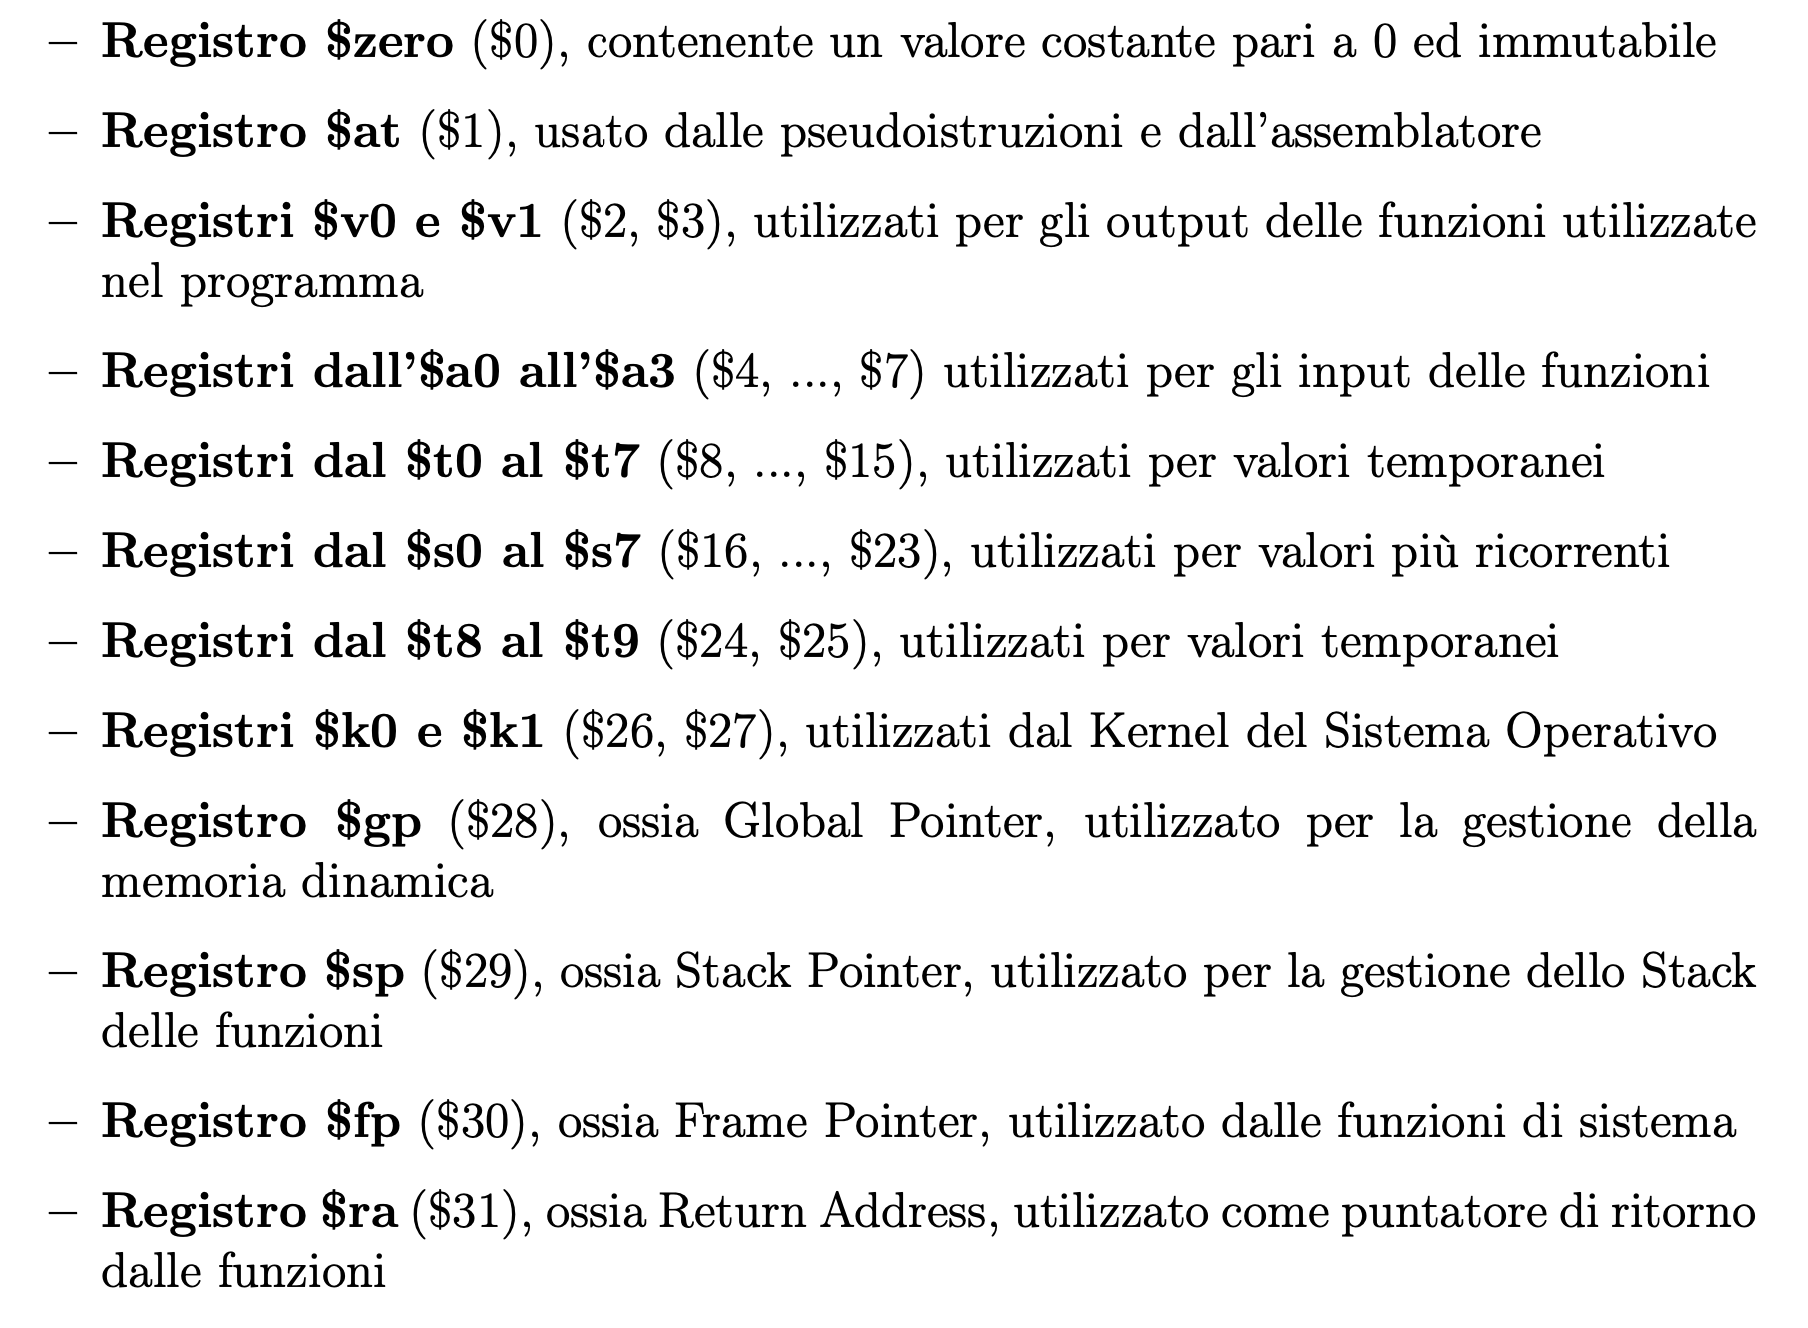 – Registro $zero ($0), contenente un valore costante pari a 0 ed immutabile
– Registro $at ($1), usato dalle pseudoistruzioni e dall’assemblatore
– Registri $v0 e $v1 ($2, $3), utilizzati per gli output delle funzioni utilizzate
nel programma
– Registri dall’$a0 all’$a3 ($4, ..., $7) utilizzati per gli input delle funzioni
– Registri dal $t0 al $t7 ($8, ..., $15), utilizzati per valori temporanei
– Registri dal $s0 al $s7 ($16, ..., $23), utilizzati per valori più ricorrenti
– Registri dal $t8 al $t9 ($24, $25), utilizzati per valori temporanei
– Registri $k0 e $k1 ($26, $27), utilizzati dal Kernel del Sistema Operativo
– Registro $gp ($28), ossia Global Pointer, utilizzato per la gestione della
memoria dinamica
– Registro $sp ($29), ossia Stack Pointer, utilizzato per la gestione dello Stack
delle funzioni
– Registro $fp ($30), ossia Frame Pointer, utilizzato dalle funzioni di sistema
– Registro $ra ($31), ossia Return Address, utilizzato come puntatore di ritorno
dalle funzioni